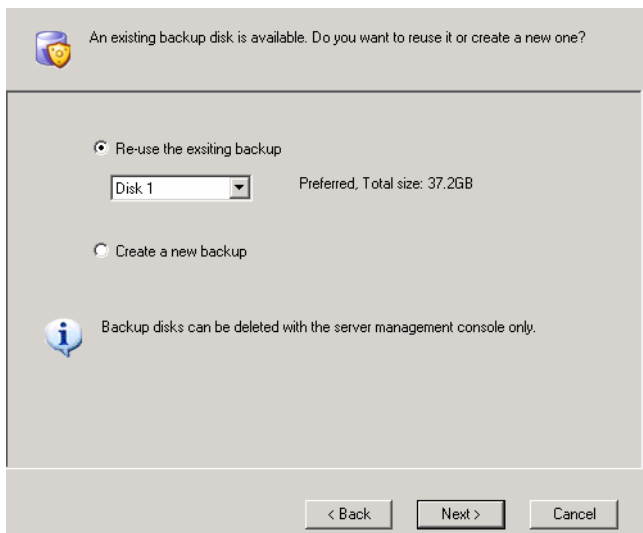 An existing backup disk is available. Do you want to reuse it or create a new one?
Re-use the exsiting backup
Disk 1
Preferred, Total size: 37.2GB
Create a new backup
Backup disks can be deleted with the server management console only.
< Back
Next >
Cancel